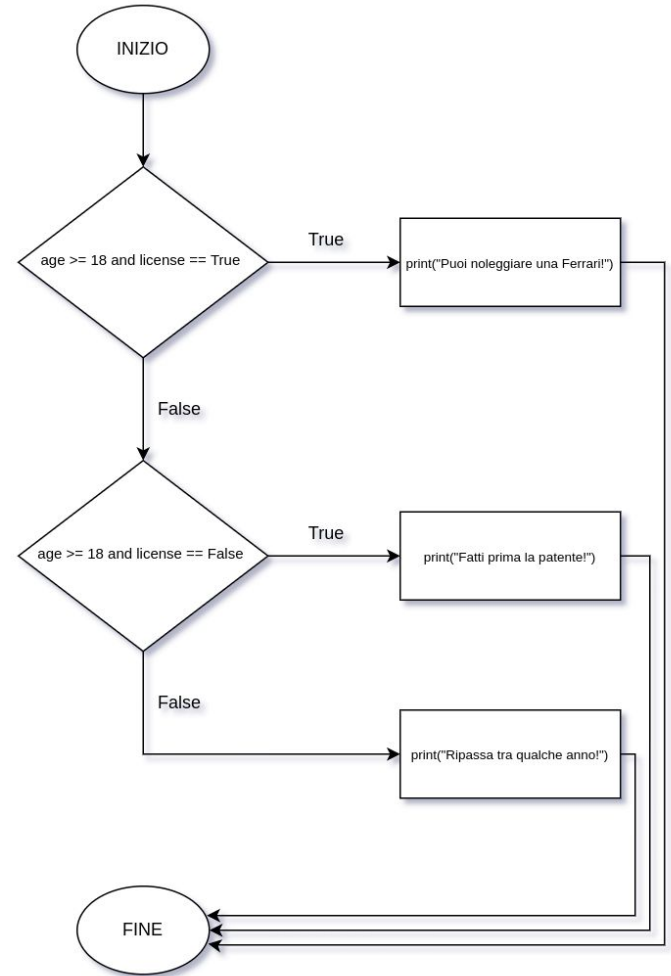 INIZIO
age >= 18 and license == True
True
print("Puoi noleggiare una Ferrari!")
False
age >= 18 and license == False
True
print("Fatti prima la patente!")
False
print("Ripassa tra qualche anno!")
FINE